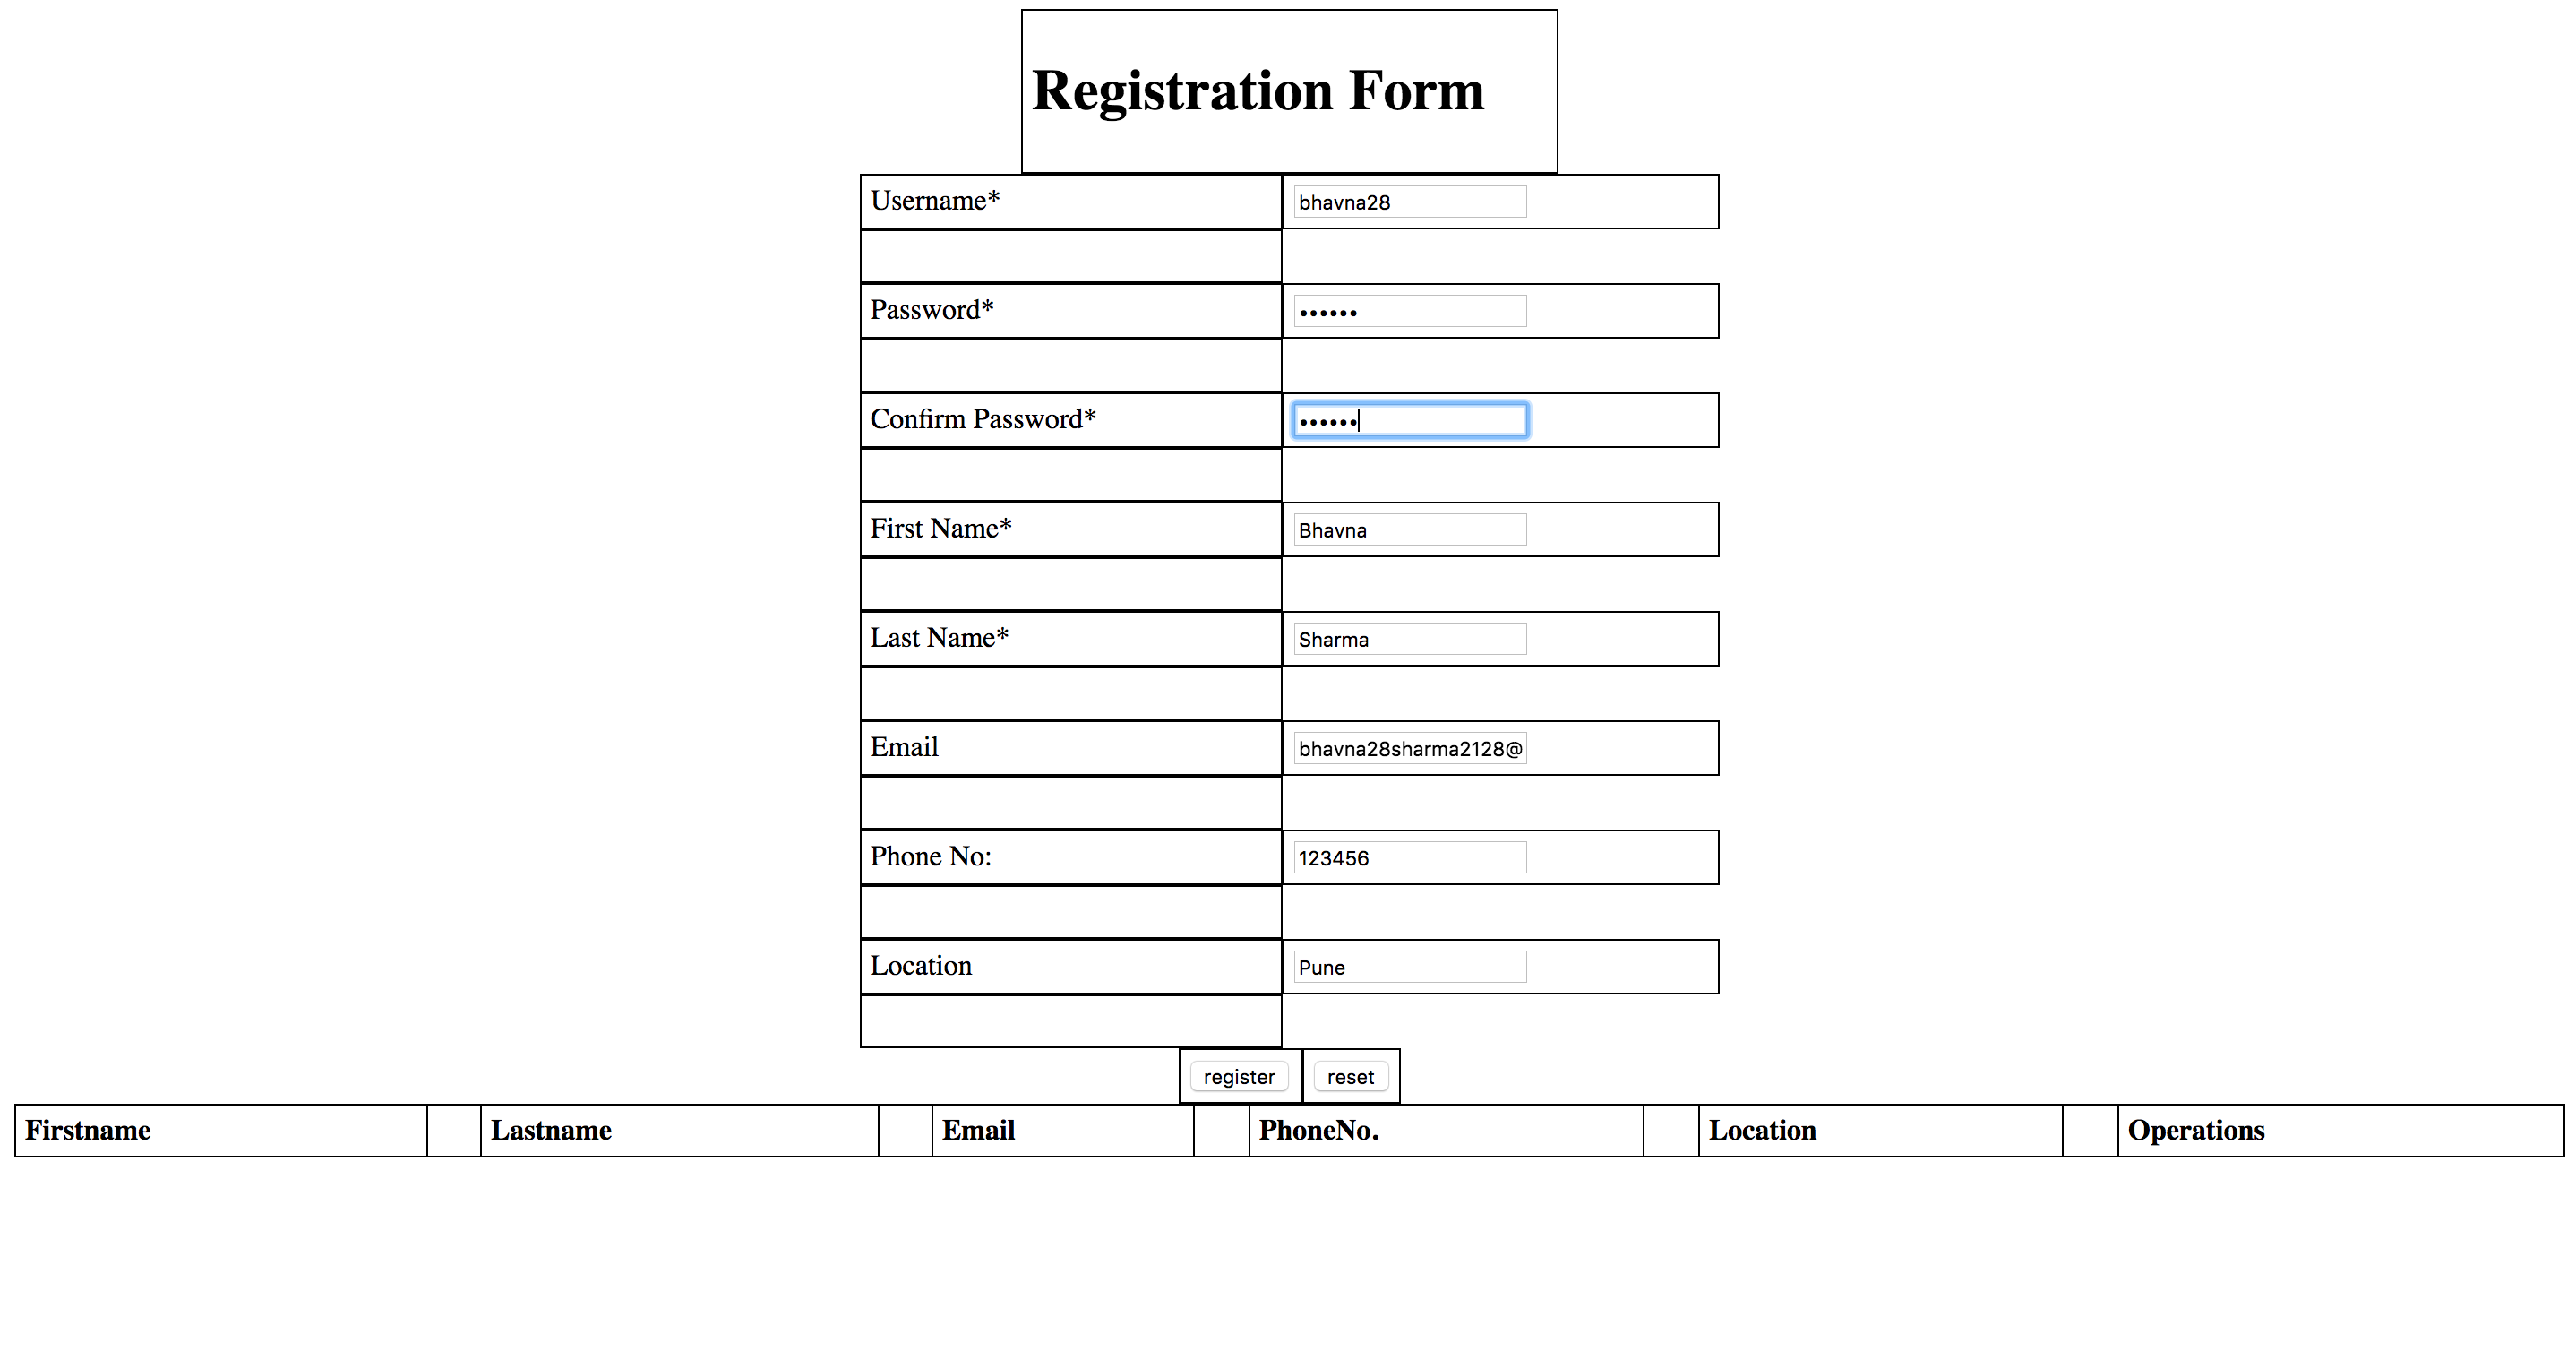 Registration Form
Username* bhavna28
Password* ••••••
Confirm Password* ••••••
First Name* Bhavna
Last Name* Sharma
Email bhavna28sharma2128@
Phone No: 123456
Location Pune
register reset
Firstname Lastname Email PhoneNo. Location Operations